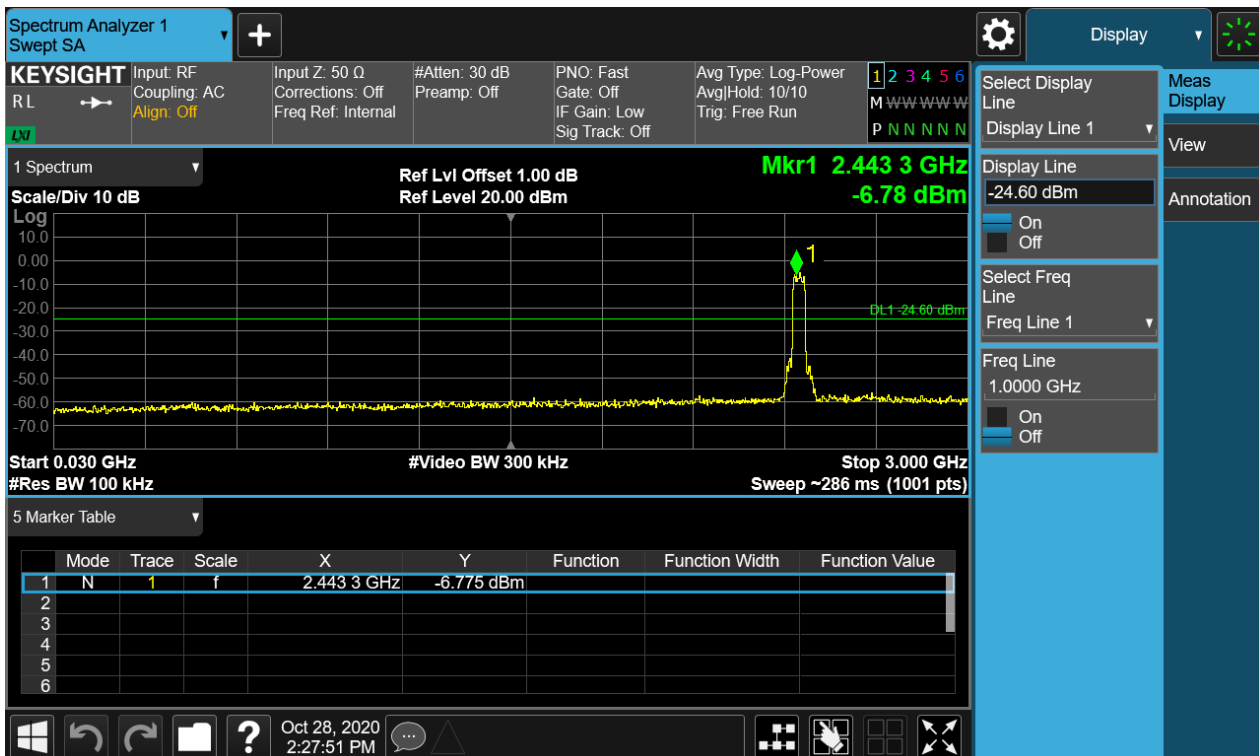 Spectrum Analyzer 1
Swept SA
Display
KEYSIGHT
R L
LXI
Input: RF
Coupling: AC
Align: Off
Input Z: 50 Ω
Corrections: Off
Freq Ref: Internal
#Atten: 30 dB
Preamp: Off
PNO: Fast
Gate: Off
IF Gain: Low
Sig Track: Off
Avg Type: Log-Power
Avg|Hold: 10/10
Trig: Free Run
1 2 3 4 5 6
M W W W W W
P N N N N N
1 Spectrum
Scale/Div 10 dB
Ref Lvl Offset 1.00 dB
Ref Level 20.00 dBm
Mkr1 2.443 3 GHz
-6.78 dBm
Log
10.0
0.00
-10.0
-20.0
-30.0
-40.0
-50.0
-60.0
-70.0
1
DL1 -24.60 dBm
Start 0.030 GHz
#Video BW 300 kHz
Stop 3.000 GHz
#Res BW 100 kHz
Sweep ~286 ms (1001 pts)
5 Marker Table
Mode Trace Scale X Y Function Function Width Function Value
1 N 1 f 2.443 3 GHz -6.775 dBm
2
3
4
5
6
?
Oct 28, 2020
2:27:51 PM
Select Display
Line
Display Line 1
Display Line
-24.60 dBm
On
Off
Select Freq
Line
Freq Line 1
Freq Line
1.0000 GHz
On
Off
Meas
Display
View
Annotation